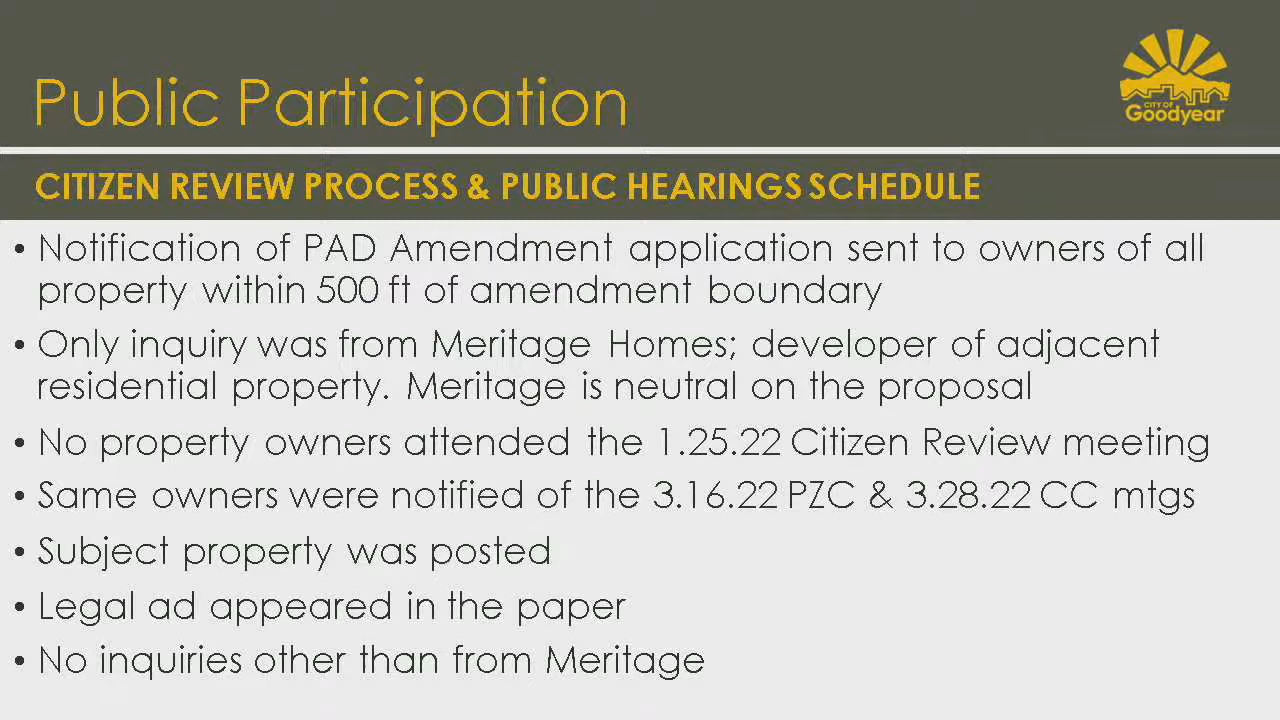 Public Participation
CITY OF
Goodyear
CITIZEN REVIEW PROCESS & PUBLIC HEARINGS SCHEDULE
• Notification of PAD Amendment application sent to owners of all
property within 500 ft of amendment boundary
• Only inquiry was from Meritage Homes; developer of adjacent
residential property. Meritage is neutral on the proposal
• No property owners attended the 1.25.22 Citizen Review meeting
• Same owners were notified of the 3.16.22 PZC & 3.28.22 CC mtgs
• Subject property was posted
• Legal ad appeared in the paper
• No inquiries other than from Meritage